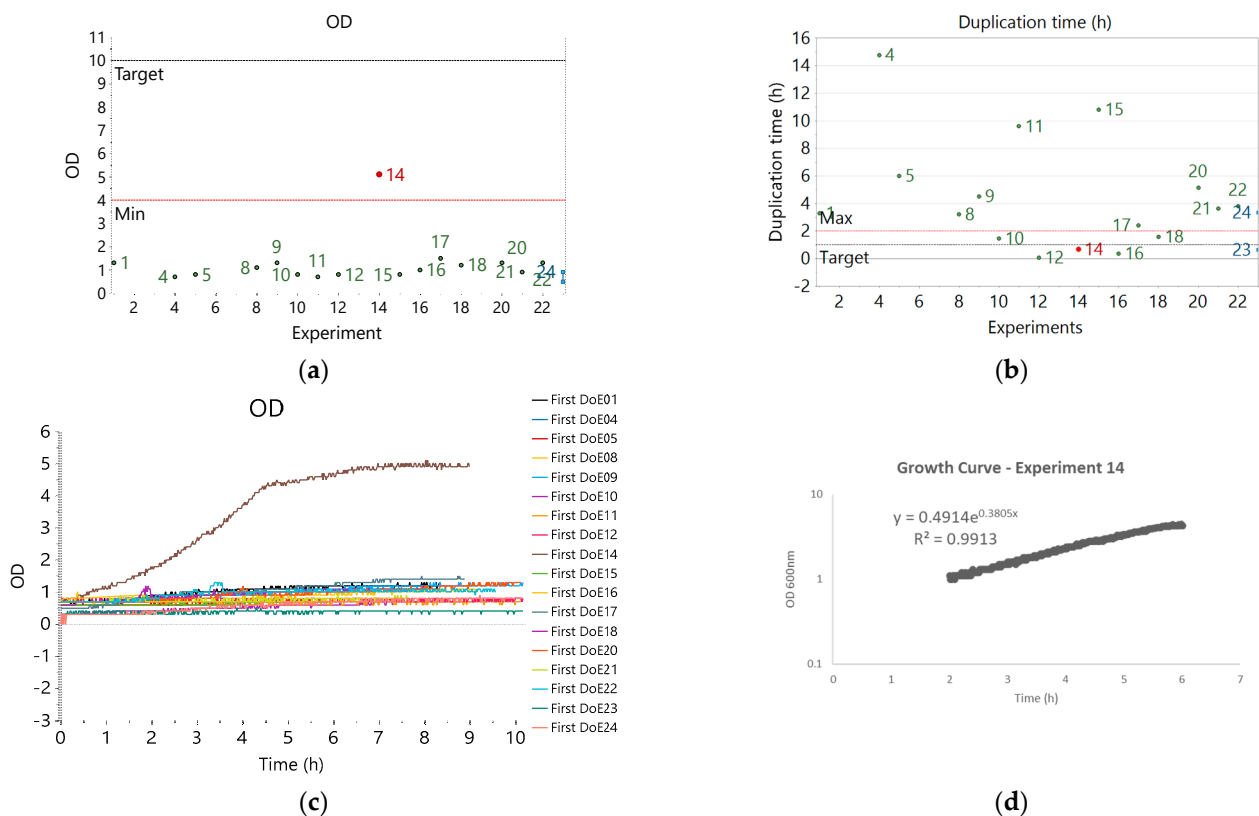 OD
11
10
9
8
7
6
5
4
3
2
1
0
OD
Target
Min
14
1
4
5
8
9
10
11
12
15
16
17
18
20
21
22
24
2 4 6 8 10 12 14 16 18 20 22
Experiment
(a)
Duplication time (h)
16
14
12
10
8
6
4
2
0
-2
Duplication time (h)
Max
Target
1
4
5
8
9
10
11
12
14
15
16
17
18
20
21
22
24
23
2 4 6 8 10 12 14 16 18 20 22
Experiments
(b)
OD
6
5
4
3
2
1
0
-1
-2
-3
OD
0 1 2 3 4 5 6 7 8 9 10
Time (h)
First DoE01
First DoE04
First DoE05
First DoE08
First DoE09
First DoE10
First DoE11
First DoE12
First DoE14
First DoE15
First DoE16
First DoE17
First DoE18
First DoE20
First DoE21
First DoE22
First DoE23
First DoE24
(c)
Growth Curve - Experiment 14
10
1
0.1
OD 600nm
y = 0.4914e^0.3805x
R² = 0.9913
0 1 2 3 4 5 6 7
Time (h)
(d)